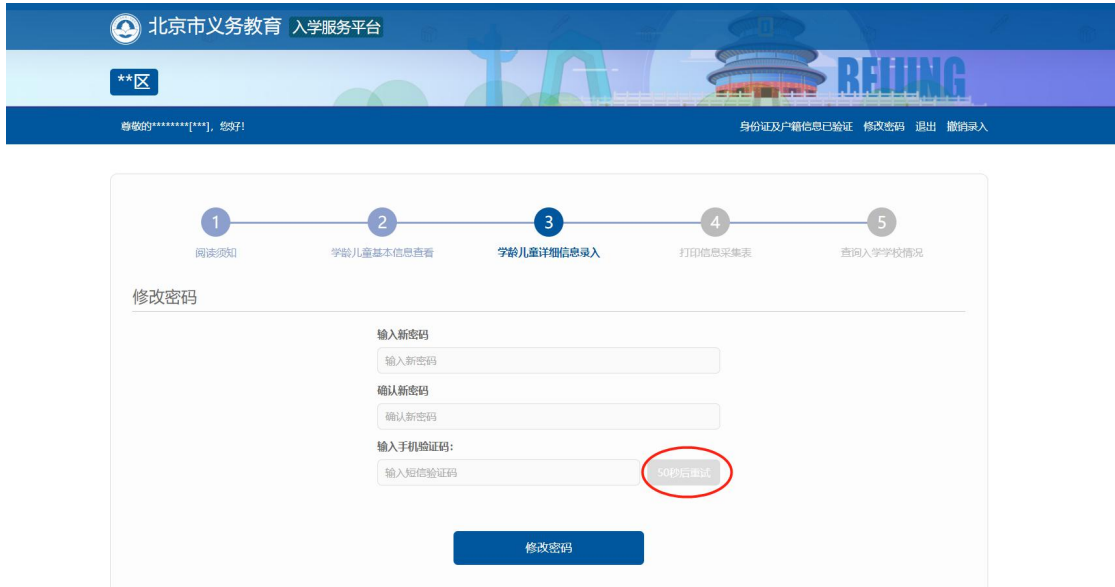 北京市义务教育 入学服务平台
**区
BEIJING
尊敬的********[***]，您好!
身份证及户籍信息已验证 修改密码 退出 撤销录入
1 2 3 4 5
阅读须知 学龄儿童基本信息查看 学龄儿童详细信息录入 打印信息采集表 查询入学学校情况
修改密码
输入新密码
输入新密码
确认新密码
确认新密码
输入手机验证码：
输入短信验证码 50秒后重试
修改密码